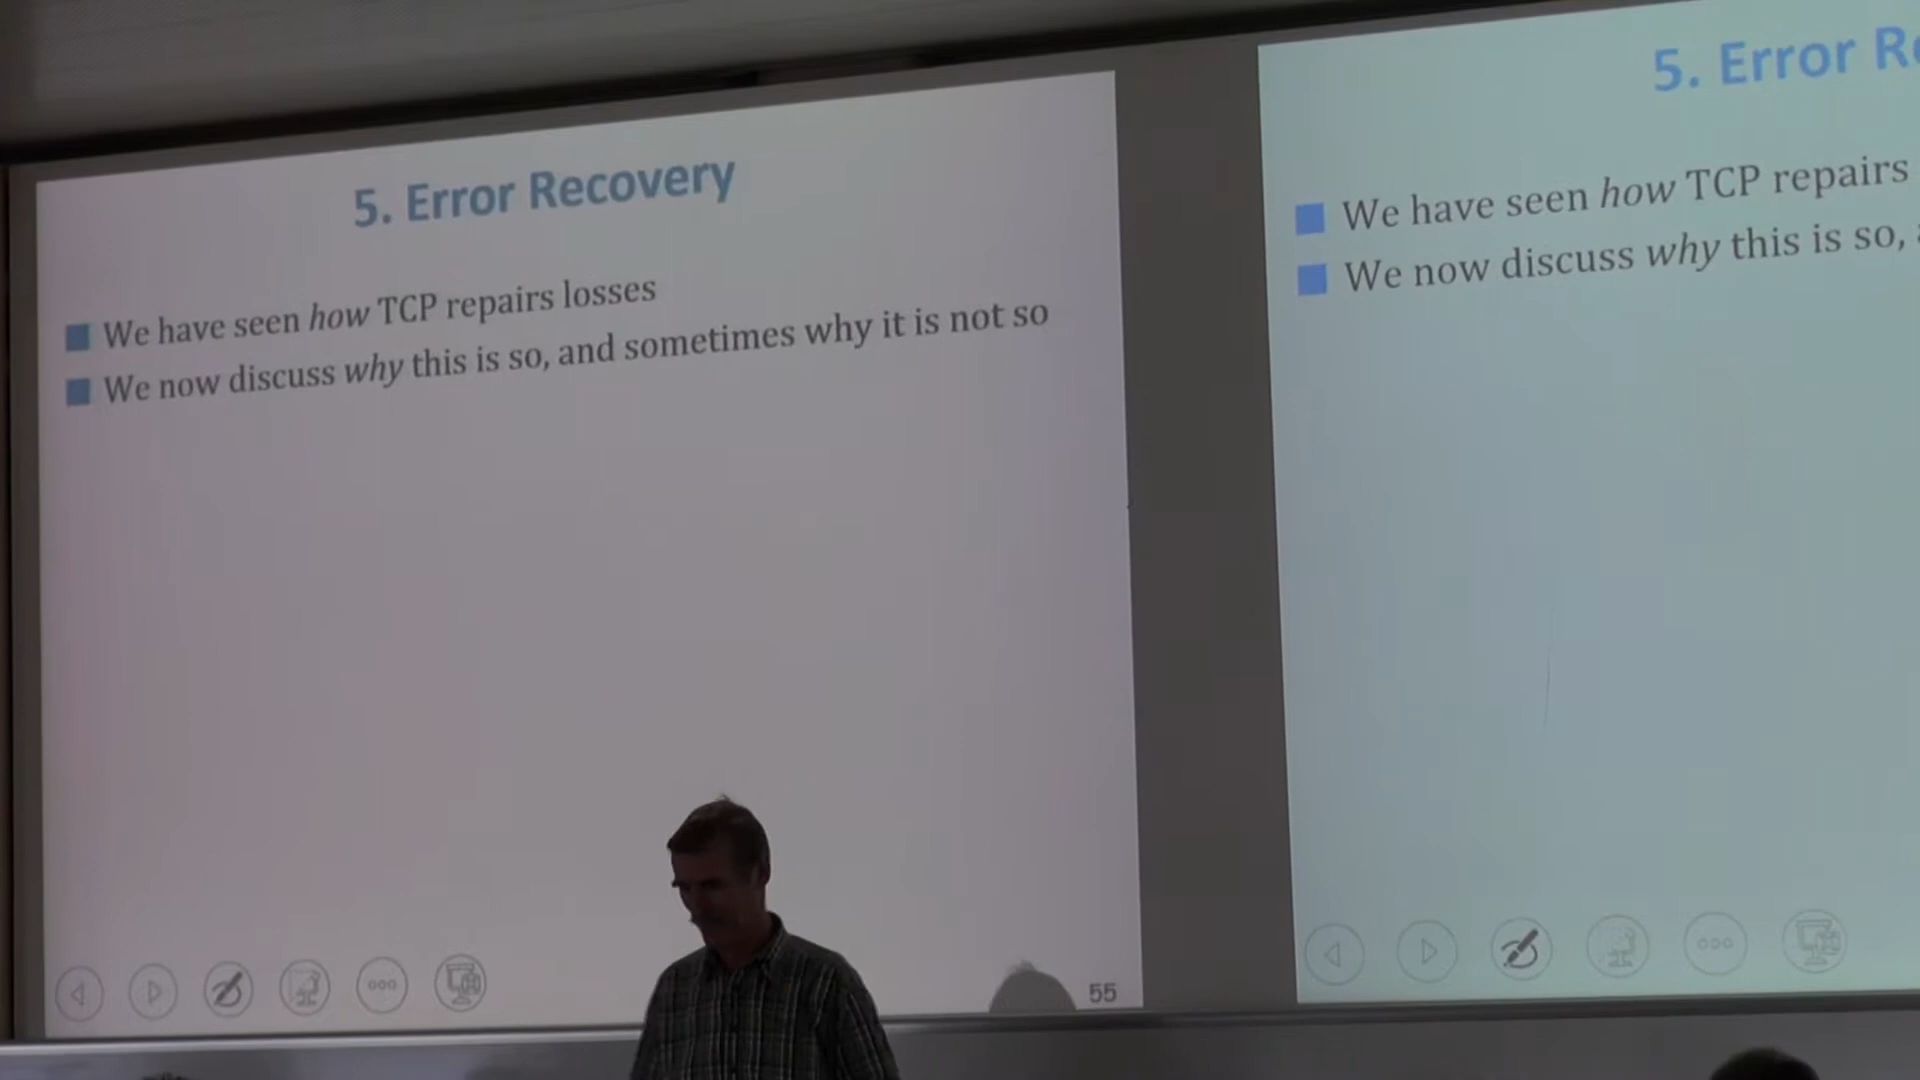 5. Error Recovery
We have seen how TCP repairs losses
We now discuss why this is so, and sometimes why it is not so
55
5. Error R
We have seen how TCP repairs
We now discuss why this is so,